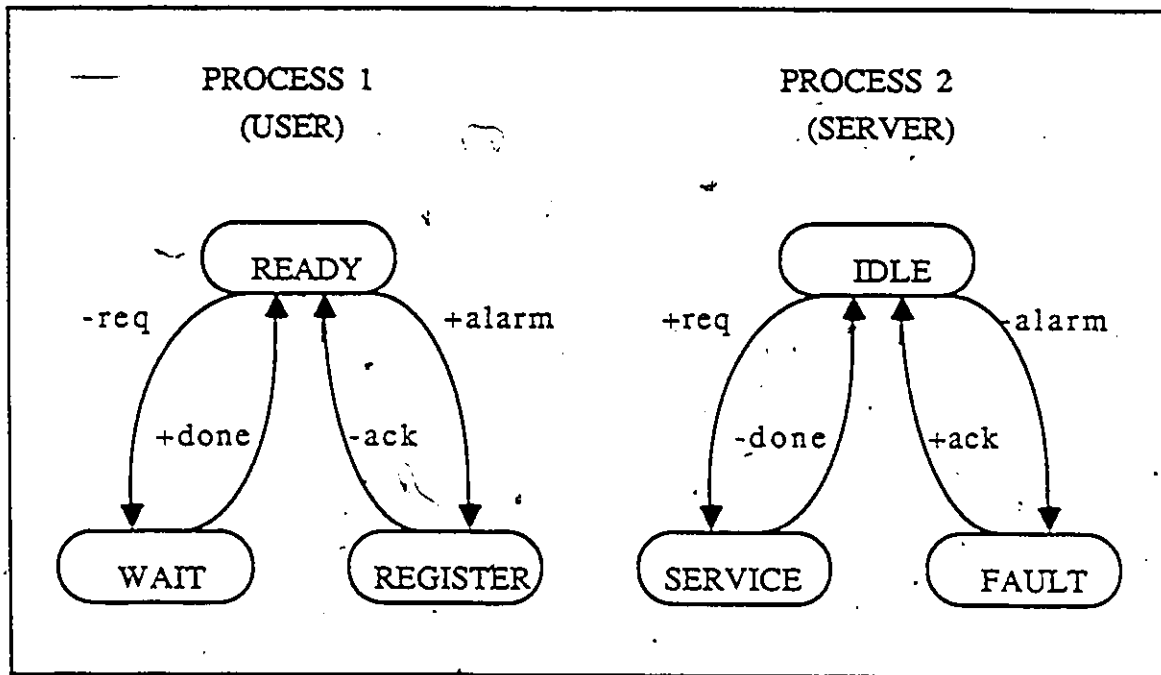 PROCESS 1
(USER)
READY
-req
+alarm
+done
-ack
WAIT
REGISTER
PROCESS 2
(SERVER)
IDLE
+req
-alarm
-done
+ack
SERVICE
FAULT